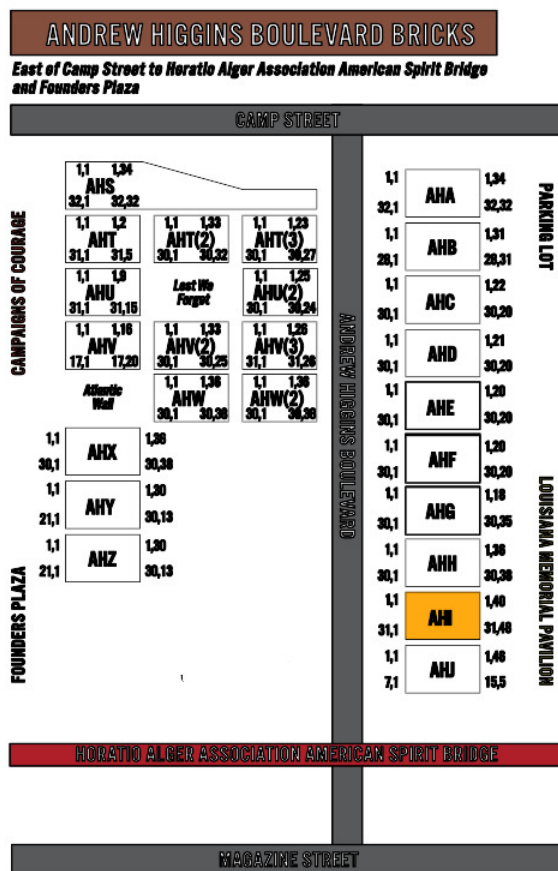 ANDREW HIGGINS BOULEVARD BRICKS
East of Camp Street to Horatio Alger Association American Spirit Bridge
and Founders Plaza
CAMP STREET
CAMPAIGNS OF COURAGE
FOUNDERS PLAZA
1,1 1,34
AHS
32,1 32,32
1,1 1,2
AHT
31,1 31,5
1,1 1,33
AHT(2)
30,1 30,32
1,1 1,23
AHT(3)
30,1 30,27
1,1 1,9
AHU
31,1 31,15
Lest We
Forget
1,1 1,25
AHU(2)
30,1 30,24
1,1 1,16
AHV
17,1 17,20
1,1 1,33
AHV(2)
30,1 30,25
1,1 1,26
AHV(3)
31,1 31,26
Atlantic
Wall
1,1 1,36
AHW
30,1 30,38
1,1 1,36
AHW(2)
30,1 30,38
1,1 1,36
AHX
30,1 30,38
1,1 1,30
AHY
21,1 30,13
1,1 1,30
AHZ
21,1 30,13
ANDREW HIGGINS BOULEVARD
1,1 1,34
AHA
32,1 32,32
1,1 1,31
AHB
28,1 28,31
1,1 1,22
AHC
30,1 30,20
1,1 1,21
AHD
30,1 30,20
1,1 1,20
AHE
30,1 30,20
1,1 1,20
AHF
30,1 30,20
1,1 1,18
AHG
30,1 30,35
1,1 1,36
AHH
30,1 30,38
1,1 1,40
AHI
31,1 31,48
1,1 1,48
AHJ
7,1 15,5
PARKING LOT
LOUISIANA MEMORIAL PAVILION
HORATIO ALGER ASSOCIATION AMERICAN SPIRIT BRIDGE
MAGAZINE STREET